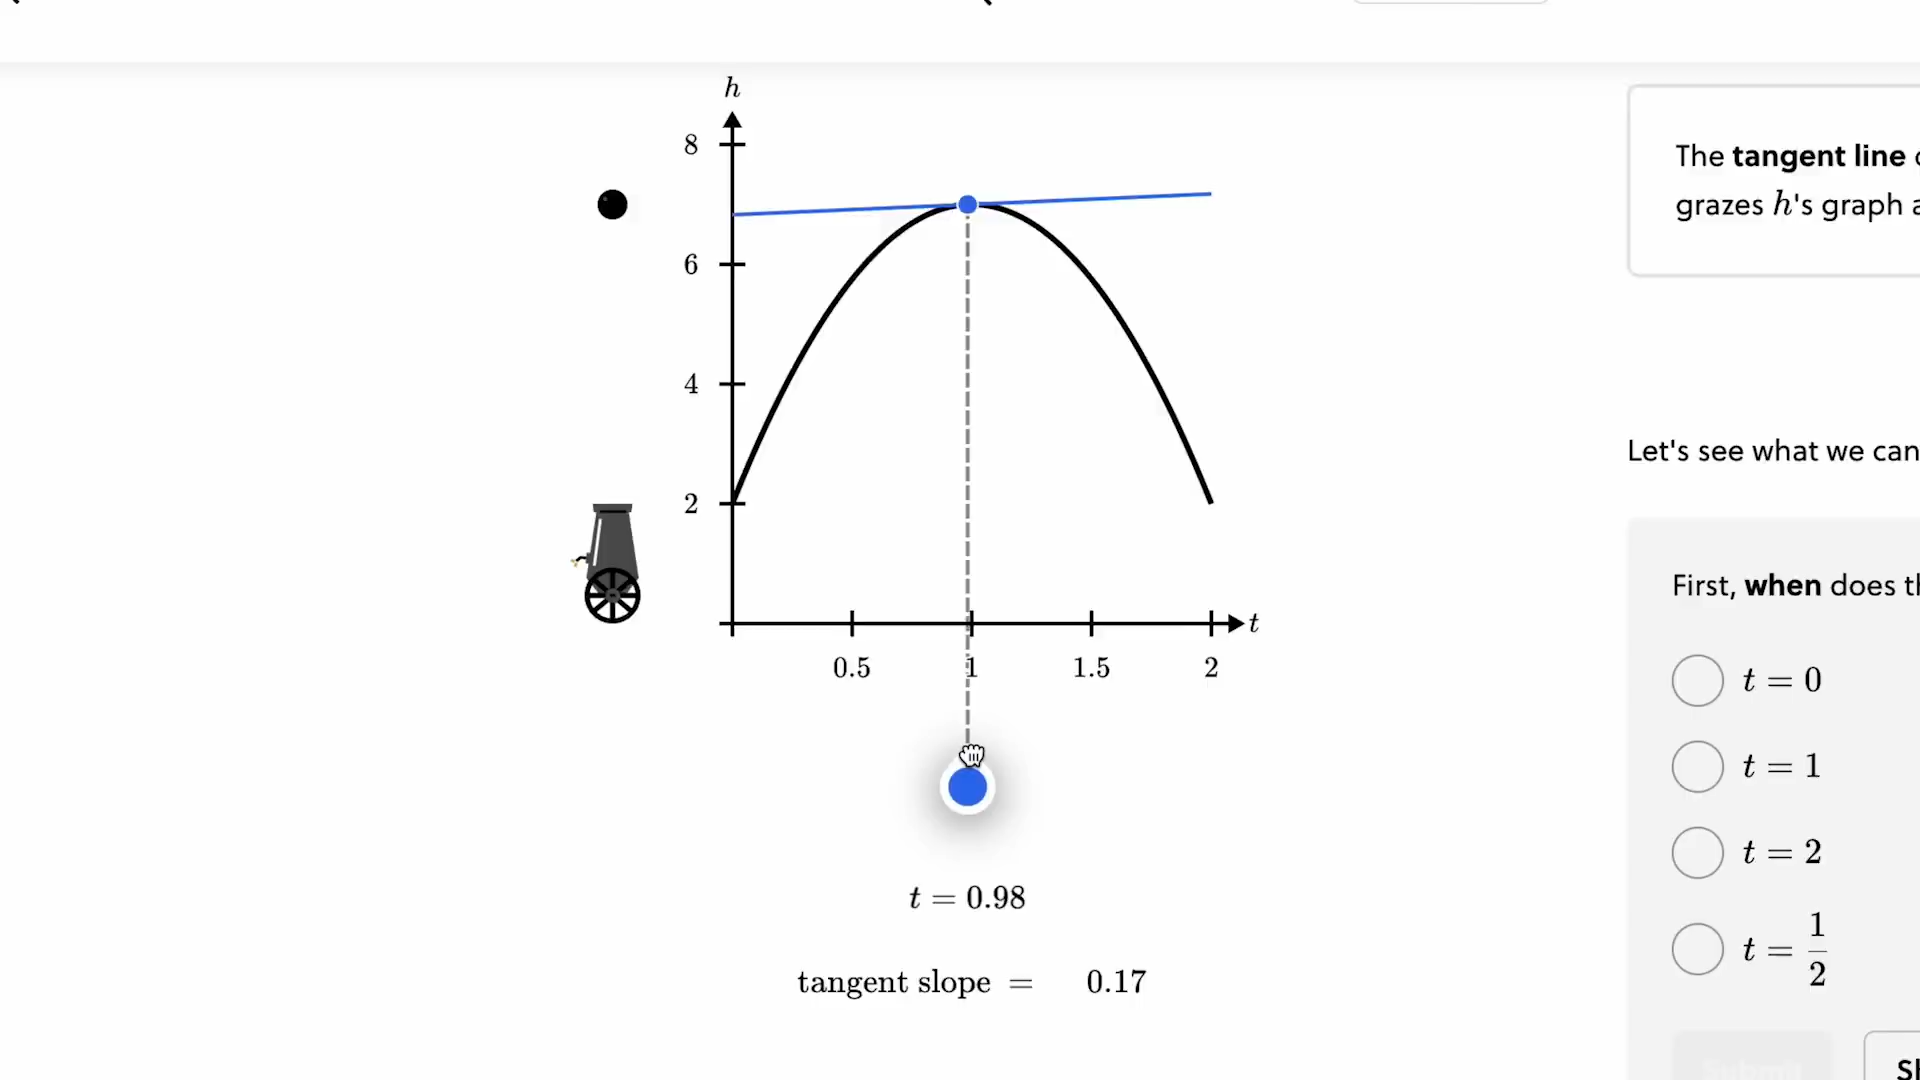 h
8
6
4
2
t
0.5
1
1.5
2
t = 0.98
tangent slope = 0.17
The tangent line
grazes h's graph
Let's see what we can
First, when does
t = 0
t = 1
t = 2
t = 1/2
Submit